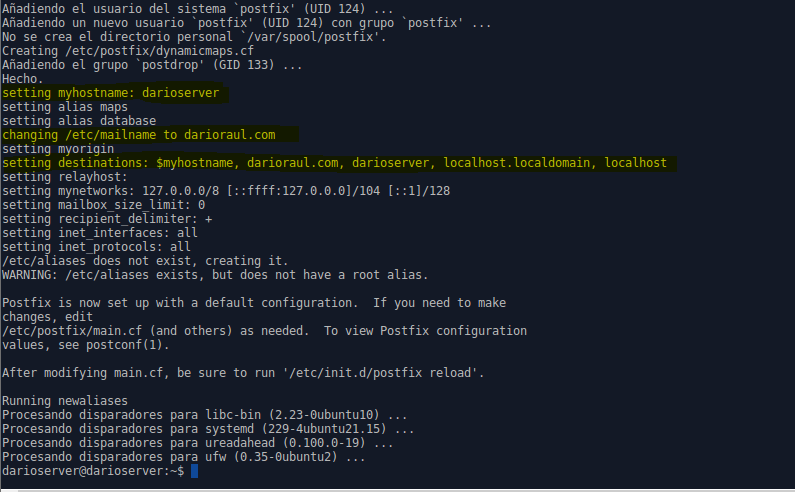 Añadiendo el usuario del sistema `postfix' (UID 124) ...
Añadiendo un nuevo usuario `postfix' (UID 124) con grupo `postfix' ...
No se crea el directorio personal `/var/spool/postfix'.
Creating /etc/postfix/dynamicmaps.cf
Añadiendo el grupo `postdrop' (GID 133) ...
Hecho.
setting myhostname: darioserver
setting alias maps
setting alias database
changing /etc/mailname to darioraul.com
setting myorigin
setting destinations: $myhostname, darioraul.com, darioserver, localhost.localdomain, localhost
setting relayhost:
setting mynetworks: 127.0.0.0/8 [::ffff:127.0.0.0]/104 [::1]/128
setting mailbox_size_limit: 0
setting recipient_delimiter: +
setting inet_interfaces: all
setting inet_protocols: all
/etc/aliases does not exist, creating it.
WARNING: /etc/aliases exists, but does not have a root alias.
Postfix is now set up with a default configuration.  If you need to make
changes, edit
/etc/postfix/main.cf (and others) as needed.  To view Postfix configuration
values, see postconf(1).
After modifying main.cf, be sure to run '/etc/init.d/postfix reload'.
Running newaliases
Procesando disparadores para libc-bin (2.23-0ubuntu10) ...
Procesando disparadores para systemd (229-4ubuntu21.15) ...
Procesando disparadores para ureadahead (0.100.0-19) ...
Procesando disparadores para ufw (0.35-0ubuntu2) ...
darioserver@darioserver:~$